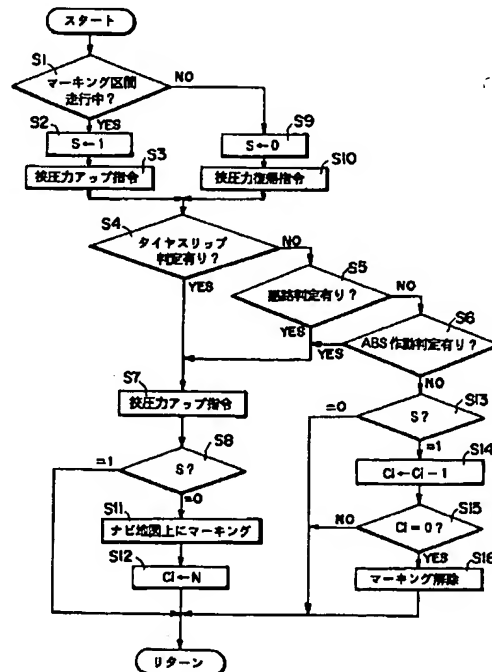 スタート
S1
マーキング区間
走行中?
NO
YES
S2
S←1
S9
S←0
S3
挟圧力アップ指令
S10
挟圧力復帰指令
S4
タイヤスリップ
判定有り?
NO
YES
S5
悪路判定有り?
NO
YES
S6
ABS作動判定有り?
YES
NO
S7
挟圧力アップ指令
S13
S?
=0
=1
S8
S?
=1
=0
S14
Ci←Ci-1
S11
ナビ地図上にマーキング
S15
Ci=0?
NO
YES
S12
Ci←N
S16
マーキング解除
リターン